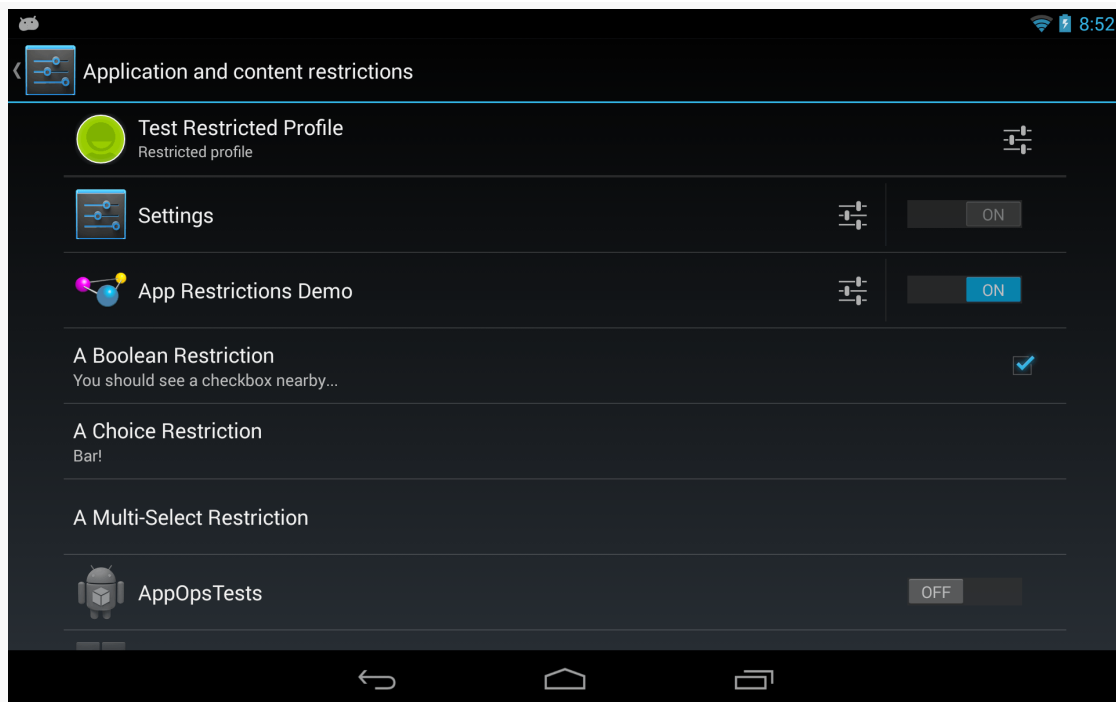 8:52
Application and content restrictions
Test Restricted Profile
Restricted profile
Settings
ON
App Restrictions Demo
ON
A Boolean Restriction
You should see a checkbox nearby...
A Choice Restriction
Bar!
A Multi-Select Restriction
AppOpsTests
OFF